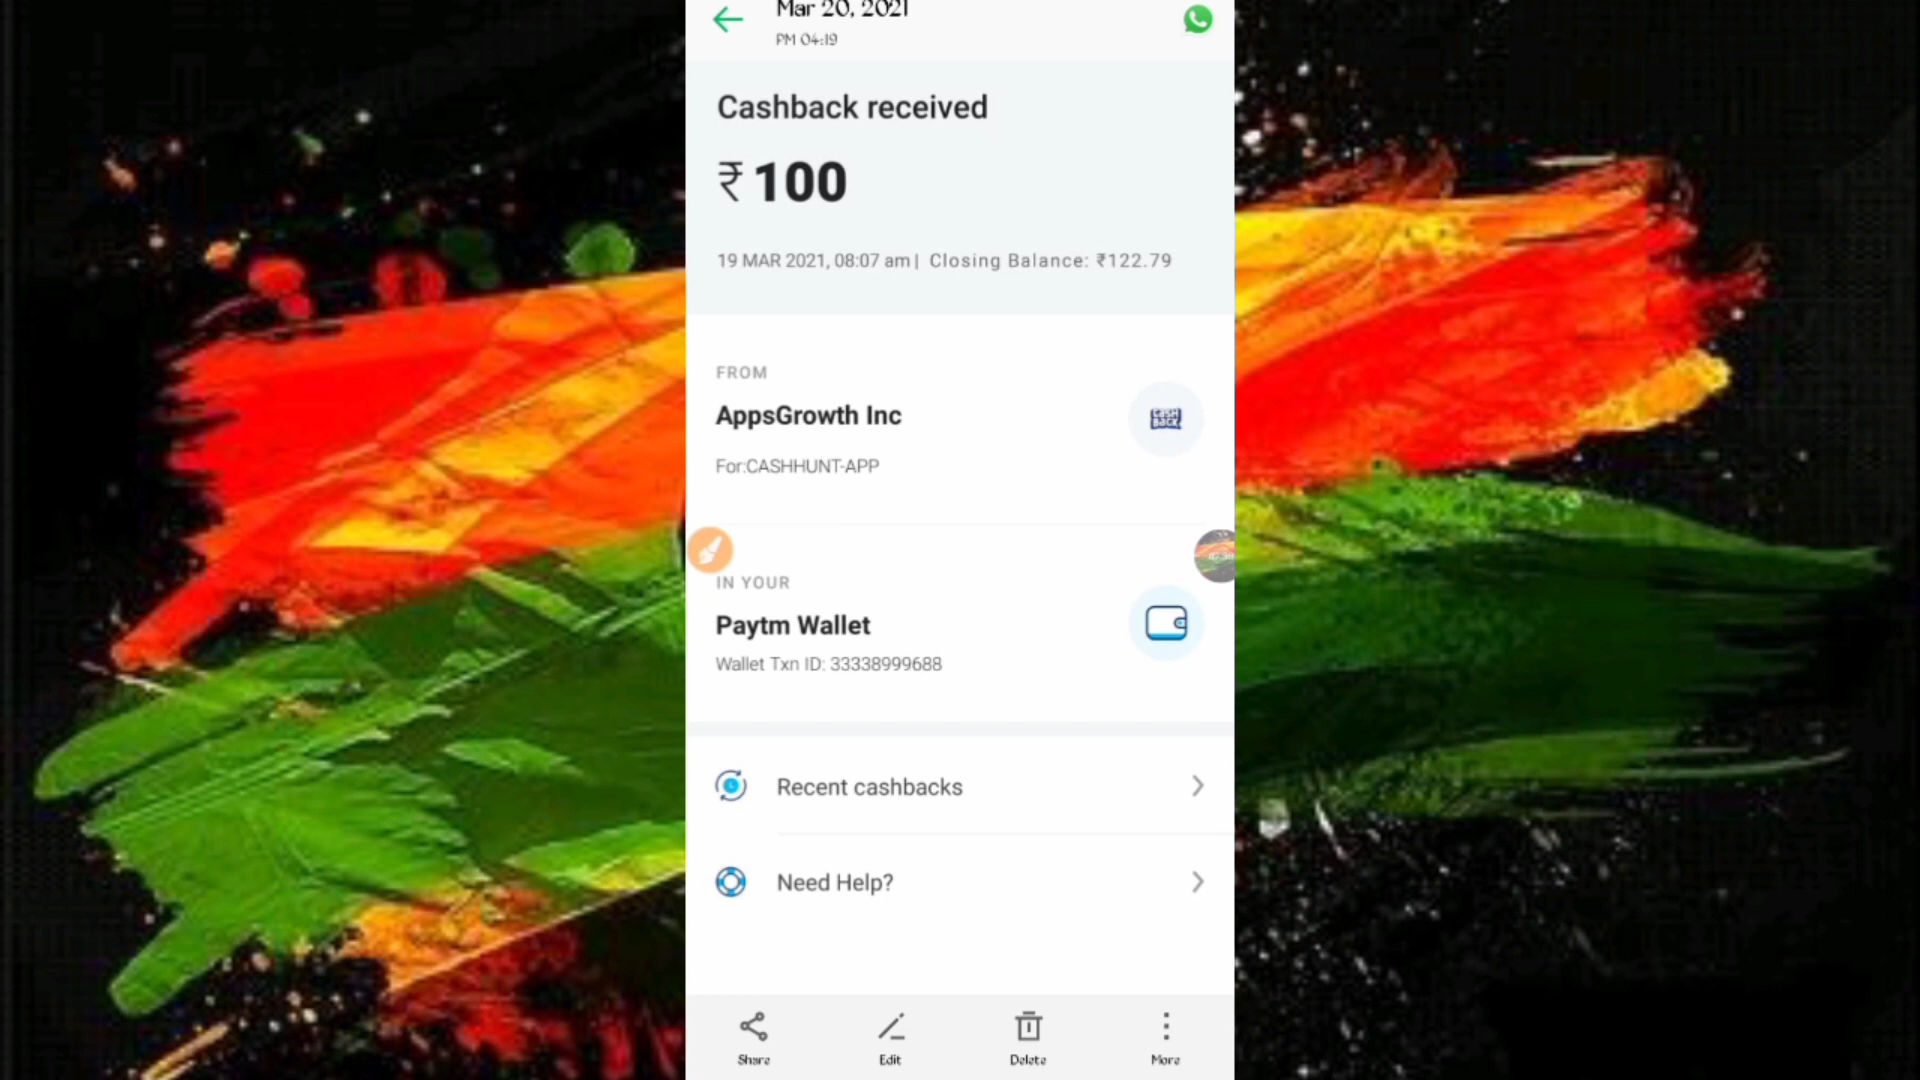 Mar 20, 2021
PM 04:19
Cashback received
₹ 100
19 MAR 2021, 08:07 am | Closing Balance: ₹122.79
FROM
AppsGrowth Inc
CASH BACK
For:CASHHUNT-APP
IN YOUR
Paytm Wallet
Wallet Txn ID: 33338999688
Recent cashbacks
Need Help?
Share
Edit
Delete
More